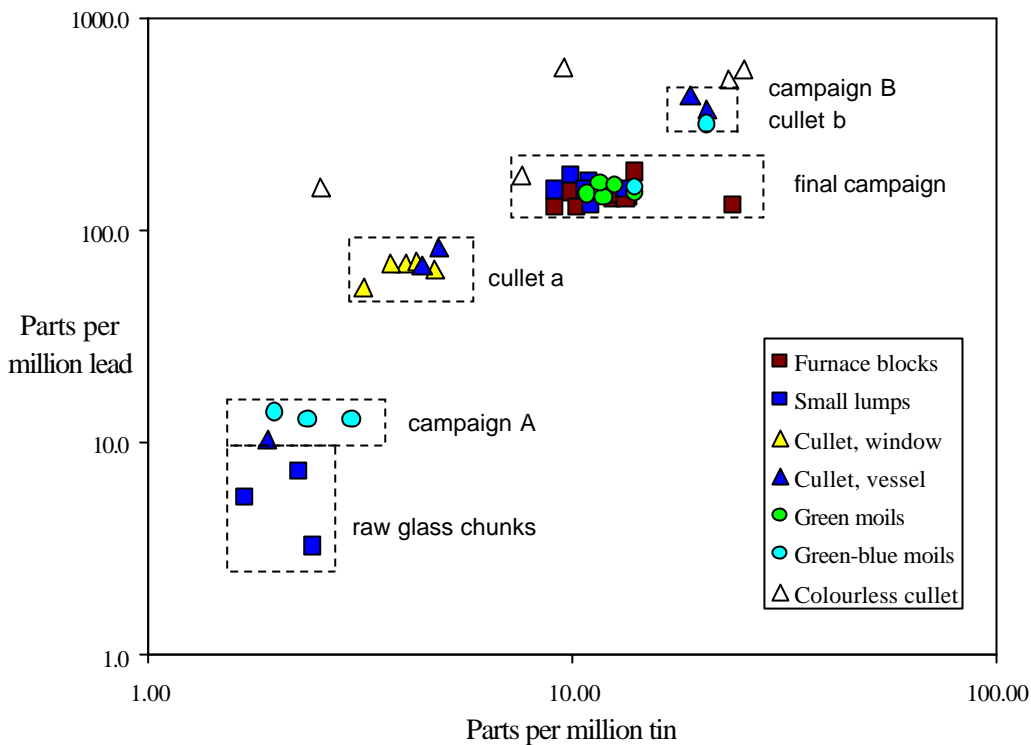 1000.0
campaign B
cullet b
final campaign
100.0
cullet a
Parts per
million lead
Furnace blocks
Small lumps
campaign A
Cullet, window
10.0
Cullet, vessel
Green moils
raw glass chunks
Green-blue moils
Colourless cullet
1.0
1.00
10.00
100.00
Parts per million tin